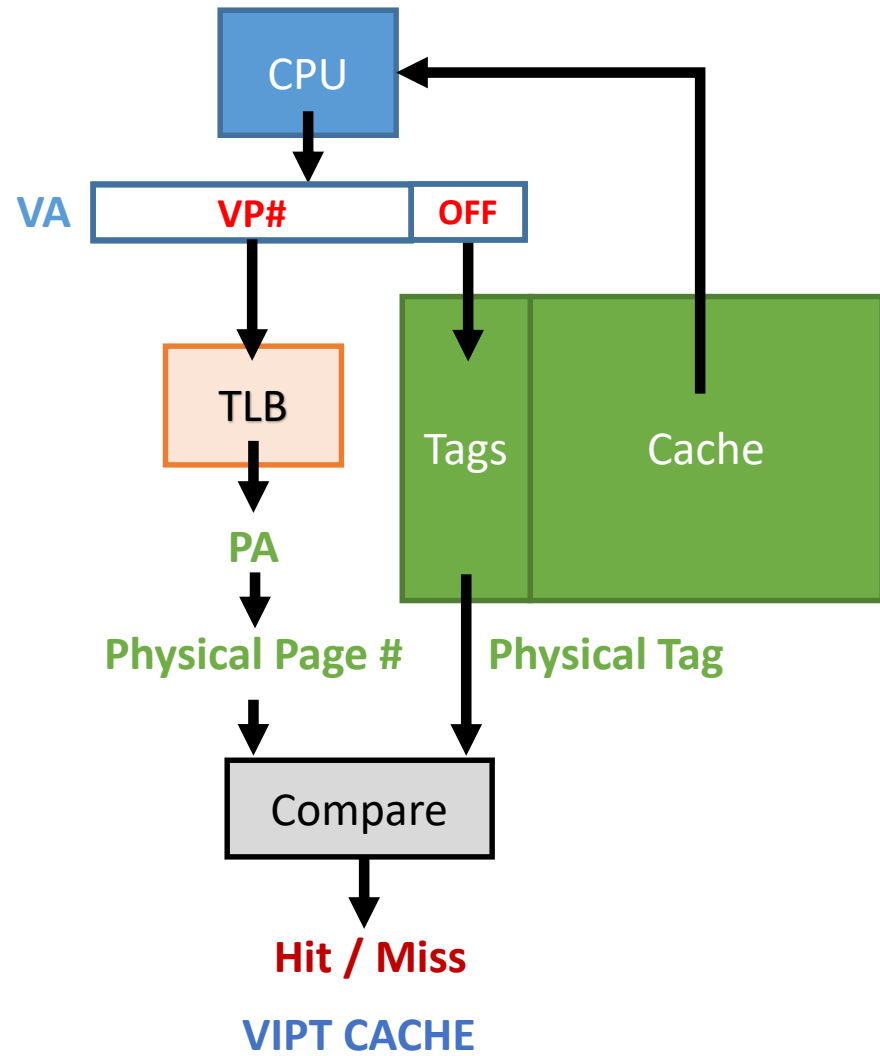 CPU
VA VP# OFF
TLB
Tags Cache
PA
Physical Page # Physical Tag
Compare
Hit / Miss
VIPT CACHE